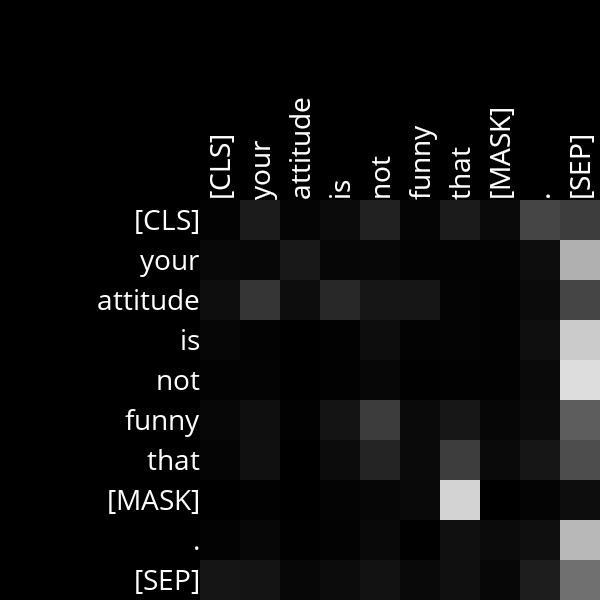 [CLS] your attitude is not funny that [MASK] . [SEP]
[CLS]
your
attitude
is
not
funny
that
[MASK]
.
[SEP]